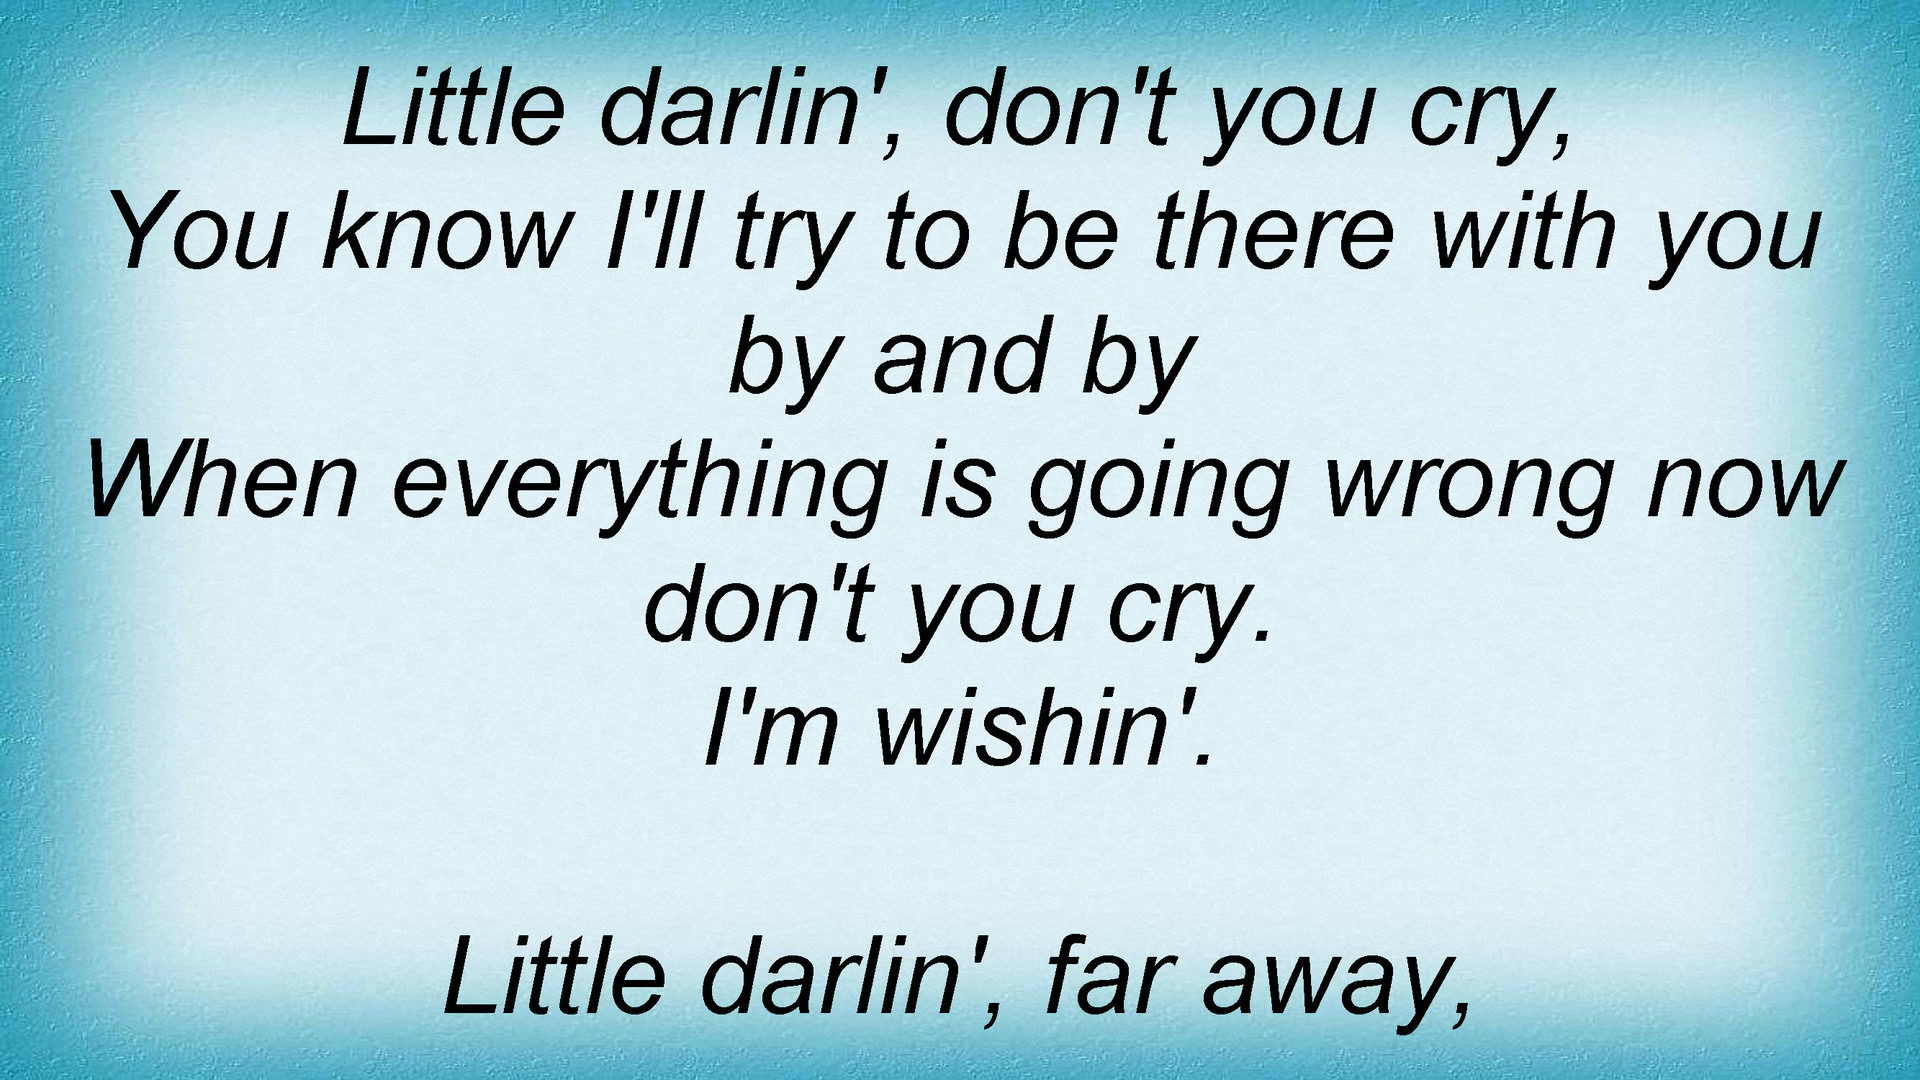 Little darlin', don't you cry,
You know I'll try to be there with you
by and by
When everything is going wrong now
don't you cry.
I'm wishin'.
Little darlin', far away,